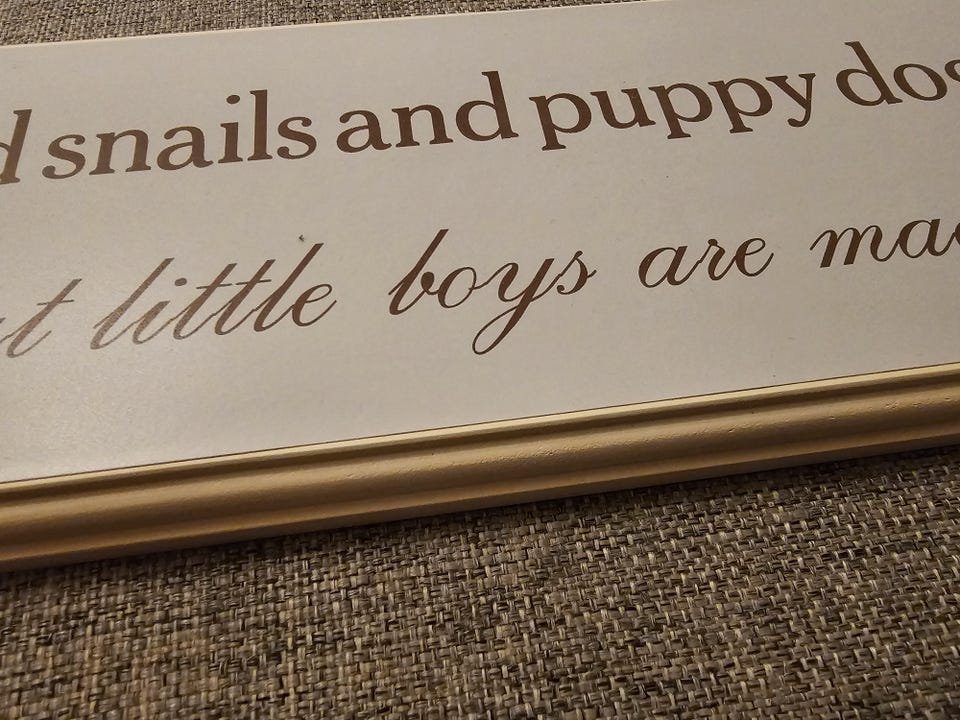 snails and puppy
little boys are